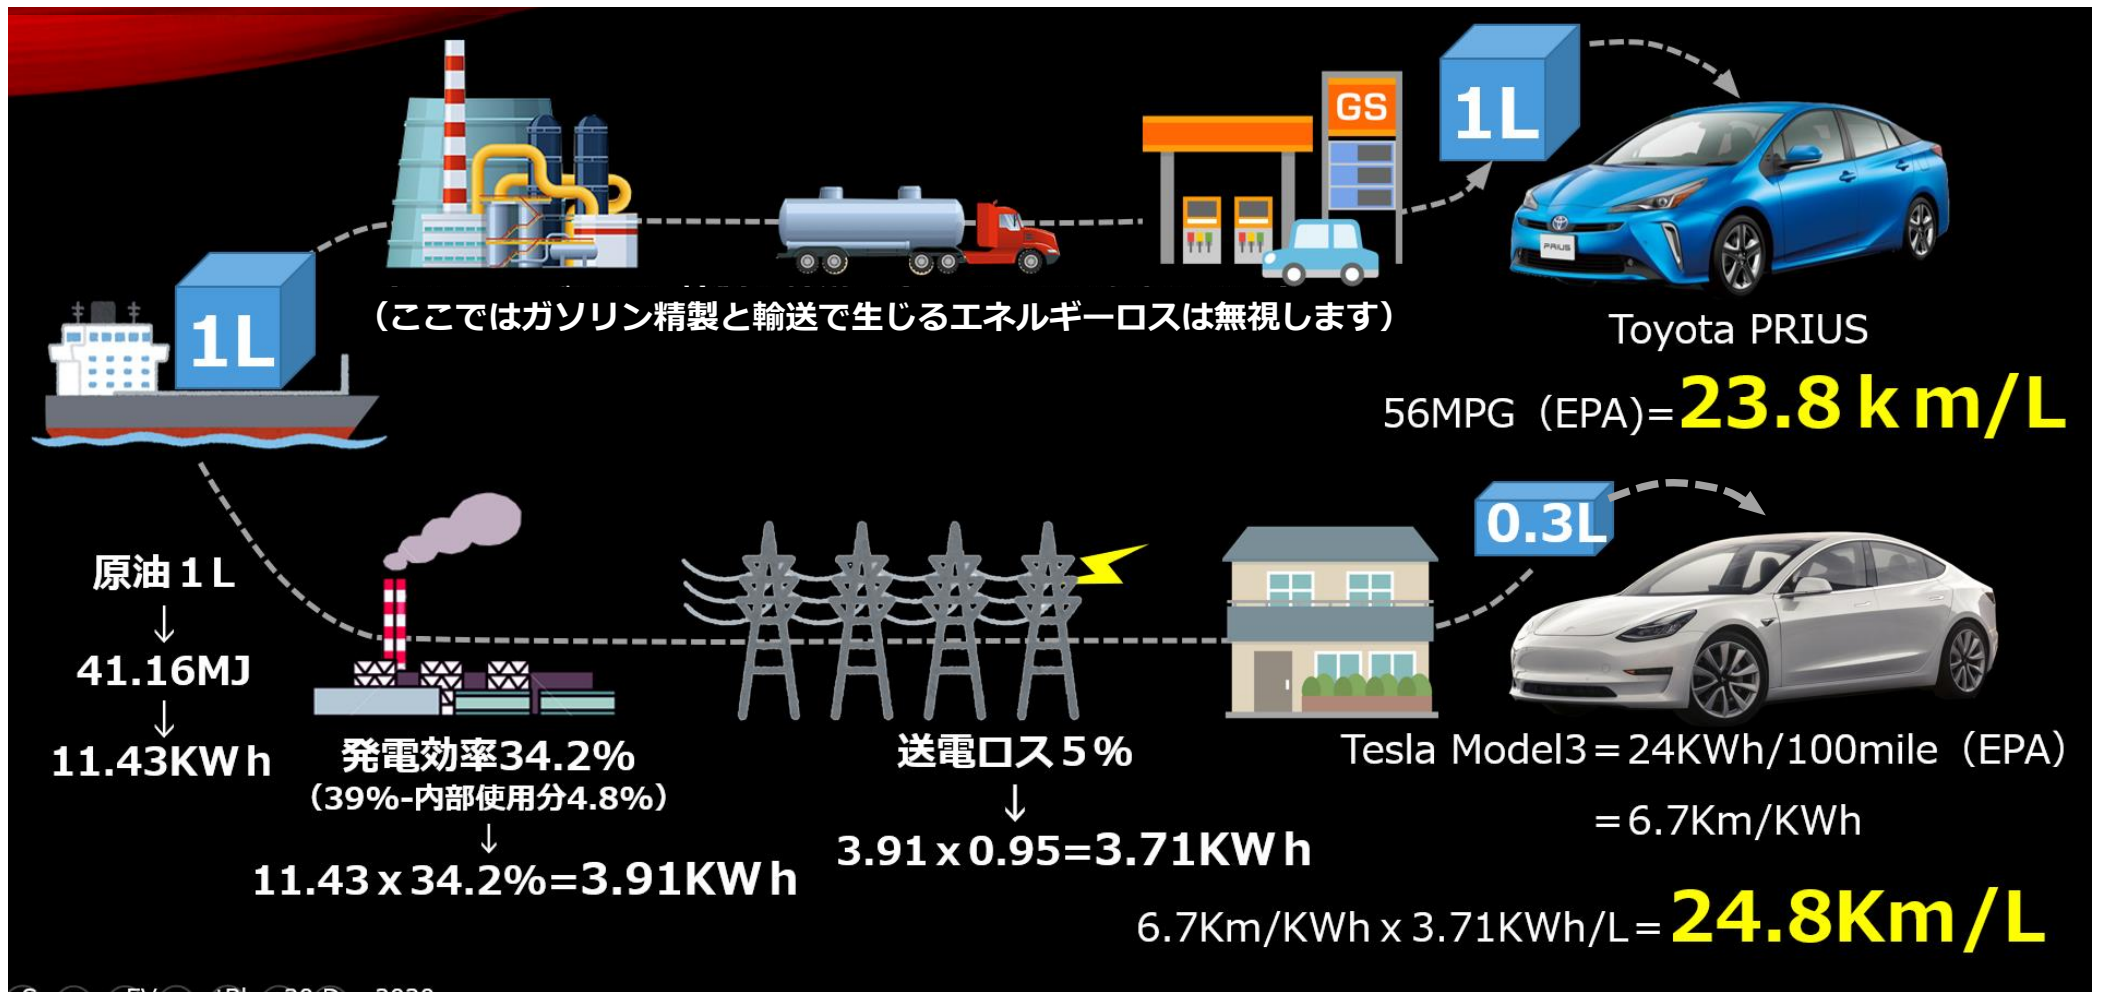 GS
1L
PRIUS
1L
（ここではガソリン精製と輸送で生じるエネルギーロスは無視します）
Toyota PRIUS
56MPG（EPA)=23.8ｋm/L
0.3L
原油１L
↓
41.16MJ
↓
11.43KWｈ
発電効率34.2%
（39%-内部使用分4.8%）
↓
11.43ｘ34.2%=3.91KWｈ
送電ロス５%
↓
3.91ｘ0.95=3.71KWｈ
Tesla Model3＝24KWh/100mile（EPA）
＝6.7Km/KWh
6.7Km/KWhｘ3.71KWh/L＝24.8Km/L